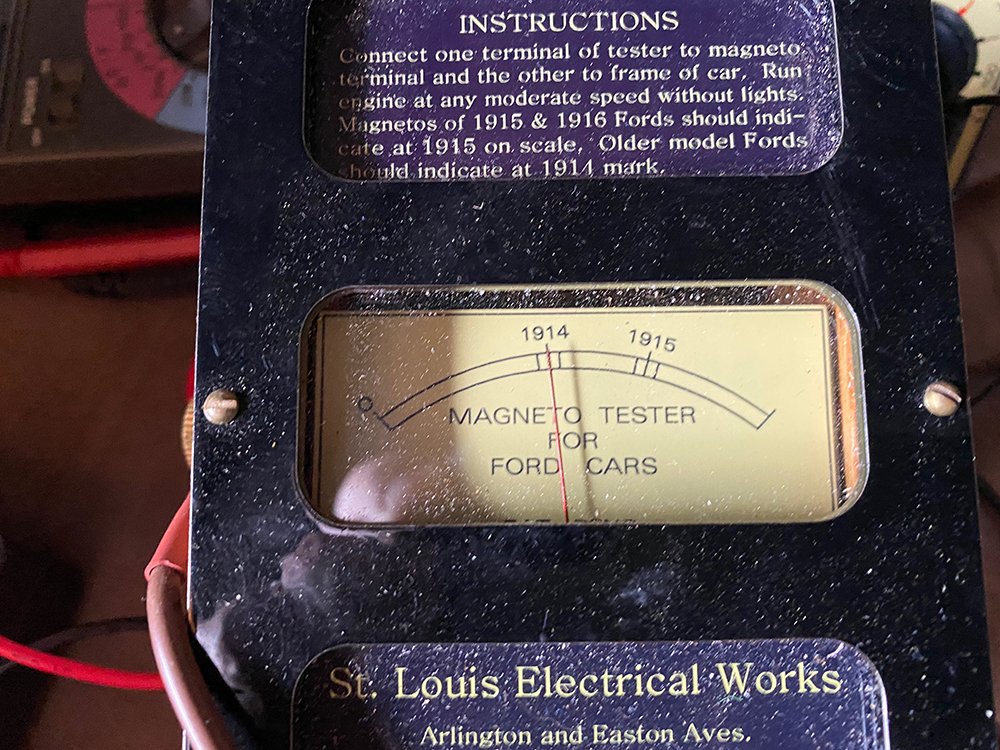 INSTRUCTIONS
Connect one terminal of tester to magneto
terminal and the other to frame of car. Run
engine at any moderate speed without lights.
Magnetos of 1915 & 1916 Fords should indi-
cate at 1915 on scale. Older model Fords
should indicate at 1914 mark.
1914 1915
0
MAGNETO TESTER
FOR
FORD CARS
St. Louis Electrical Works
Arlington and Easton Aves.